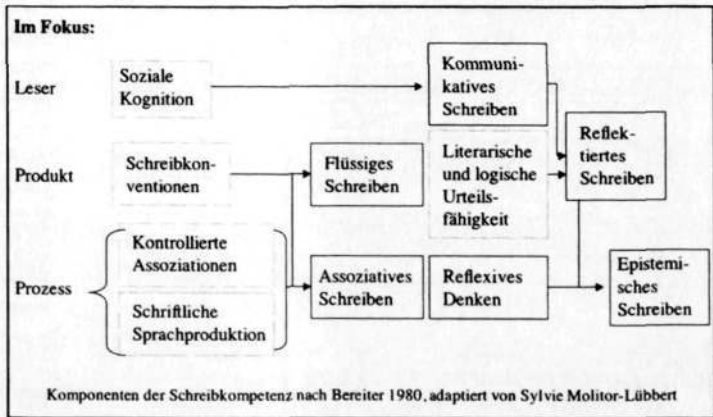 Im Fokus:
Leser
Soziale
Kognition
Kommuni-
katives
Schreiben
Produkt
Schreibkon-
ventionen
Flüssiges
Schreiben
Literarische
und logische
Urteils-
fähigkeit
Reflek-
tiertes
Schreiben
Prozess
Kontrollierte
Assoziationen
Schriftliche
Sprachproduktion
Assoziatives
Schreiben
Reflexives
Denken
Epistemi-
sches
Schreiben
Komponenten der Schreibkompetenz nach Bereiter 1980, adaptiert von Sylvie Molitor-Lübbert